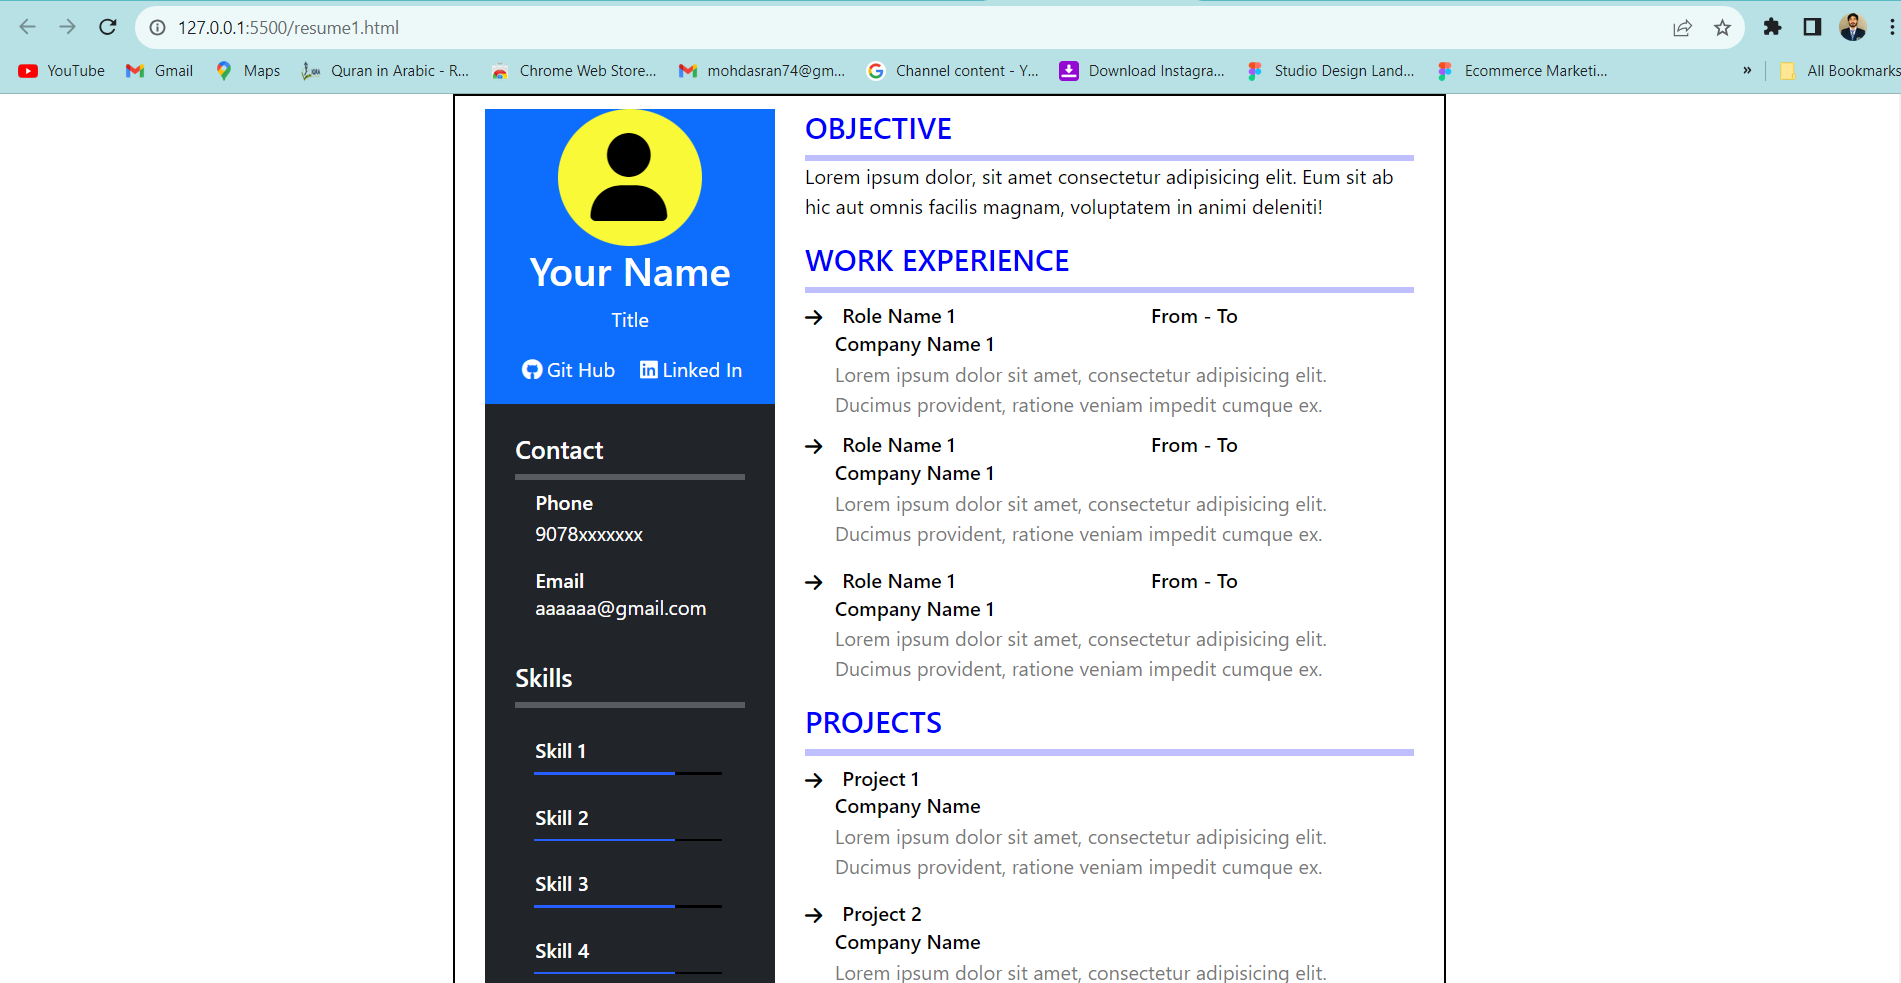 127.0.0.1:5500/resume1.html
YouTube
Gmail
Maps
Quran in Arabic - R...
Chrome Web Store...
mohdasran74@gm...
Channel content - Y...
Download Instagra...
Studio Design Land...
Ecommerce Marketi...
»
All Bookmarks
Your Name
Title
Git Hub
Linked In
Contact
Phone
9078xxxxxxx
Email
aaaaaa@gmail.com
Skills
Skill 1
Skill 2
Skill 3
Skill 4
OBJECTIVE
Lorem ipsum dolor, sit amet consectetur adipisicing elit. Eum sit ab
hic aut omnis facilis magnam, voluptatem in animi deleniti!
WORK EXPERIENCE
Role Name 1 From - To
Company Name 1
Lorem ipsum dolor sit amet, consectetur adipisicing elit.
Ducimus provident, ratione veniam impedit cumque ex.
Role Name 1 From - To
Company Name 1
Lorem ipsum dolor sit amet, consectetur adipisicing elit.
Ducimus provident, ratione veniam impedit cumque ex.
Role Name 1 From - To
Company Name 1
Lorem ipsum dolor sit amet, consectetur adipisicing elit.
Ducimus provident, ratione veniam impedit cumque ex.
PROJECTS
Project 1
Company Name
Lorem ipsum dolor sit amet, consectetur adipisicing elit.
Ducimus provident, ratione veniam impedit cumque ex.
Project 2
Company Name
Lorem ipsum dolor sit amet, consectetur adipisicing elit.